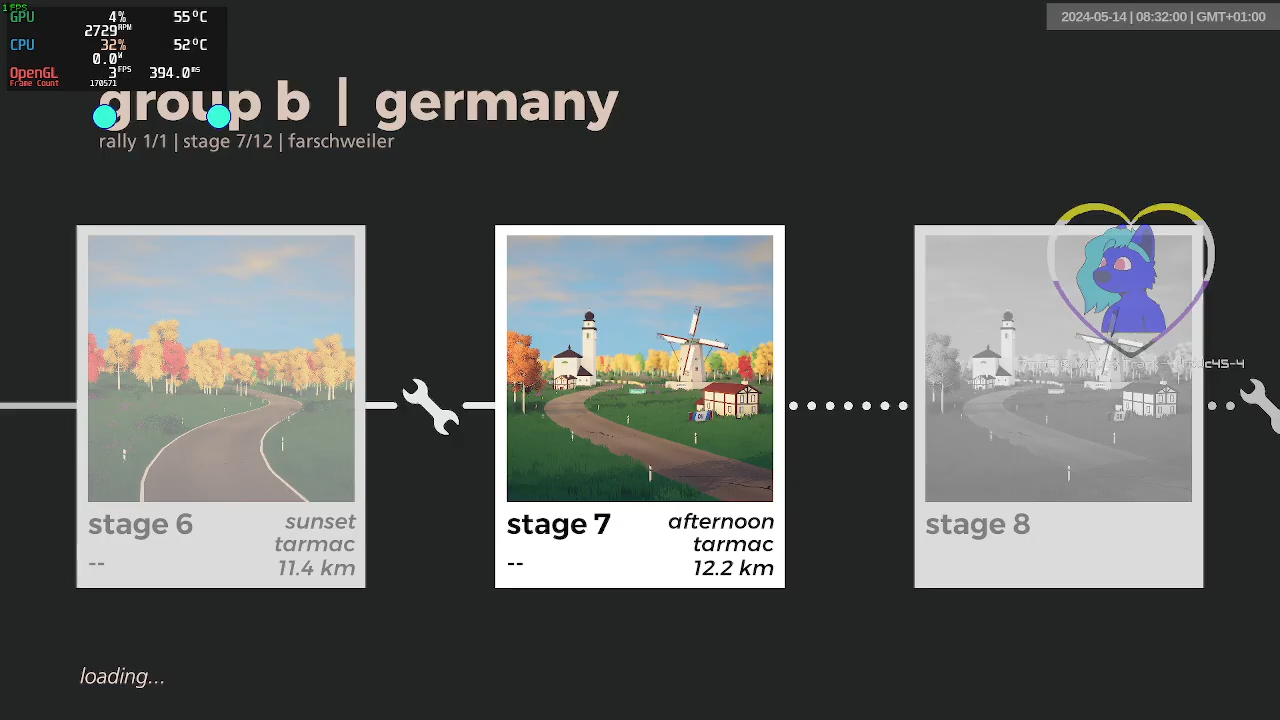 1 FPS
GPU 4% 55°C
2729RPM
CPU 32% 52°C
0.0W
OpenGL 3FPS 394.0ms
Frame Count 170571
2024-05-14 | 08:32:00 | GMT+01:00
group b | germany
rally 1/1 | stage 7/12 | farschweiler
stage 6
sunset
tarmac
--
11.4 km
stage 7
afternoon
tarmac
--
12.2 km
stage 8
loading...